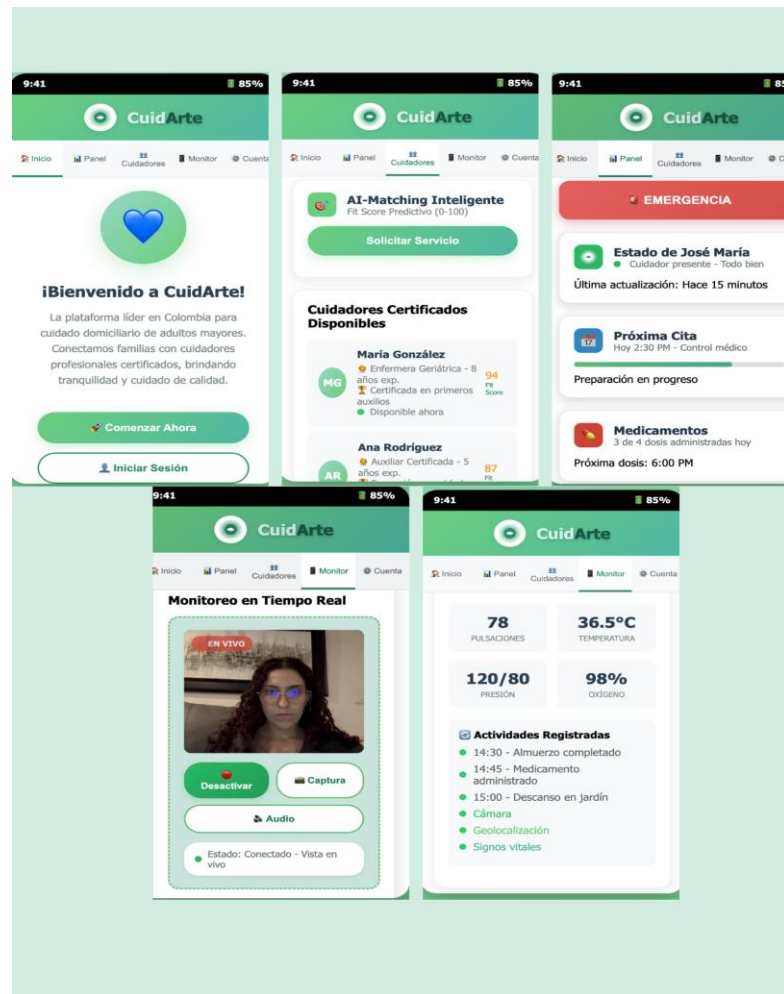 9:41
85%
CuidArte
Inicio
Panel
Cuidadores
Monitor
Cuenta
¡Bienvenido a CuidArte!
La plataforma líder en Colombia para
cuidado domiciliario de adultos mayores.
Conectamos familias con cuidadores
profesionales certificados, brindando
tranquilidad y cuidado de calidad.
Comenzar Ahora
Iniciar Sesión
9:41
85%
CuidArte
Inicio
Panel
Cuidadores
Monitor
Cuenta
AI-Matching Inteligente
Fit Score Predictivo (0-100)
Solicitar Servicio
Cuidadores Certificados
Disponibles
MG
María González
Enfermera Geriátrica - 8
años exp.
Certificada en primeros
auxilios
Disponible ahora
94
Fit
Score
AR
Ana Rodríguez
Auxiliar Certificada - 5
años exp.
87
Fit
9:41
85
CuidArte
Inicio
Panel
Cuidadores
Monitor
EMERGENCIA
Estado de José María
Cuidador presente - Todo bien
Última actualización: Hace 15 minutos
Próxima Cita
Hoy 2:30 PM - Control médico
Preparación en progreso
Medicamentos
3 de 4 dosis administradas hoy
Próxima dosis: 6:00 PM
9:41
85%
CuidArte
Inicio
Panel
Cuidadores
Monitor
Cuenta
Monitoreo en Tiempo Real
EN VIVO
Desactivar
Captura
Audio
Estado: Conectado - Vista en
vivo
9:41
85%
CuidArte
Inicio
Panel
Cuidadores
Monitor
Cuenta
78
PULSACIONES
36.5°C
TEMPERATURA
120/80
PRESIÓN
98%
OXÍGENO
Actividades Registradas
14:30 - Almuerzo completado
14:45 - Medicamento
administrado
15:00 - Descanso en jardín
Cámara
Geolocalización
Signos vitales